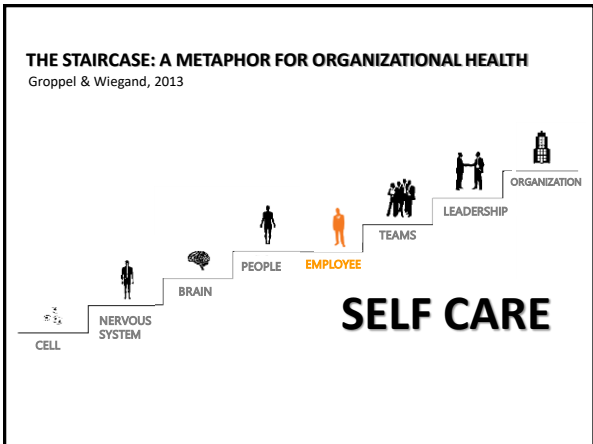 THE STAIRCASE: A METAPHOR FOR ORGANIZATIONAL HEALTH
Groppel & Wiegand, 2013
ORGANIZATION
LEADERSHIP
TEAMS
EMPLOYEE
PEOPLE
BRAIN
NERVOUS
SYSTEM
CELL
SELF CARE